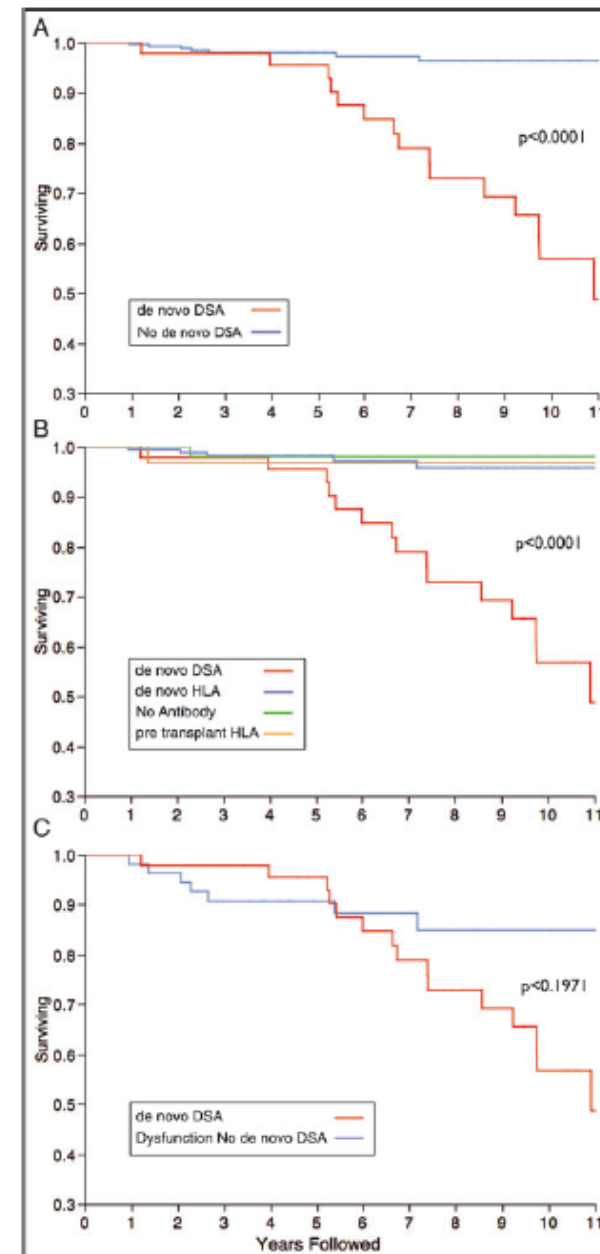 A
1.0
0.9
0.8
0.7
0.6
0.5
0.4
0.3
Surviving
p<0.0001
de novo DSA
No de novo DSA
0 1 2 3 4 5 6 7 8 9 10 11
B
1.0
0.9
0.8
0.7
0.6
0.5
0.4
0.3
Surviving
p<0.0001
de novo DSA
de novo HLA
No Antibody
pre transplant HLA
0 1 2 3 4 5 6 7 8 9 10 11
C
1.0
0.9
0.8
0.7
0.6
0.5
0.4
0.3
Surviving
p<0.1971
de novo DSA
Dysfunction No de novo DSA
0 1 2 3 4 5 6 7 8 9 10 11
Years Followed